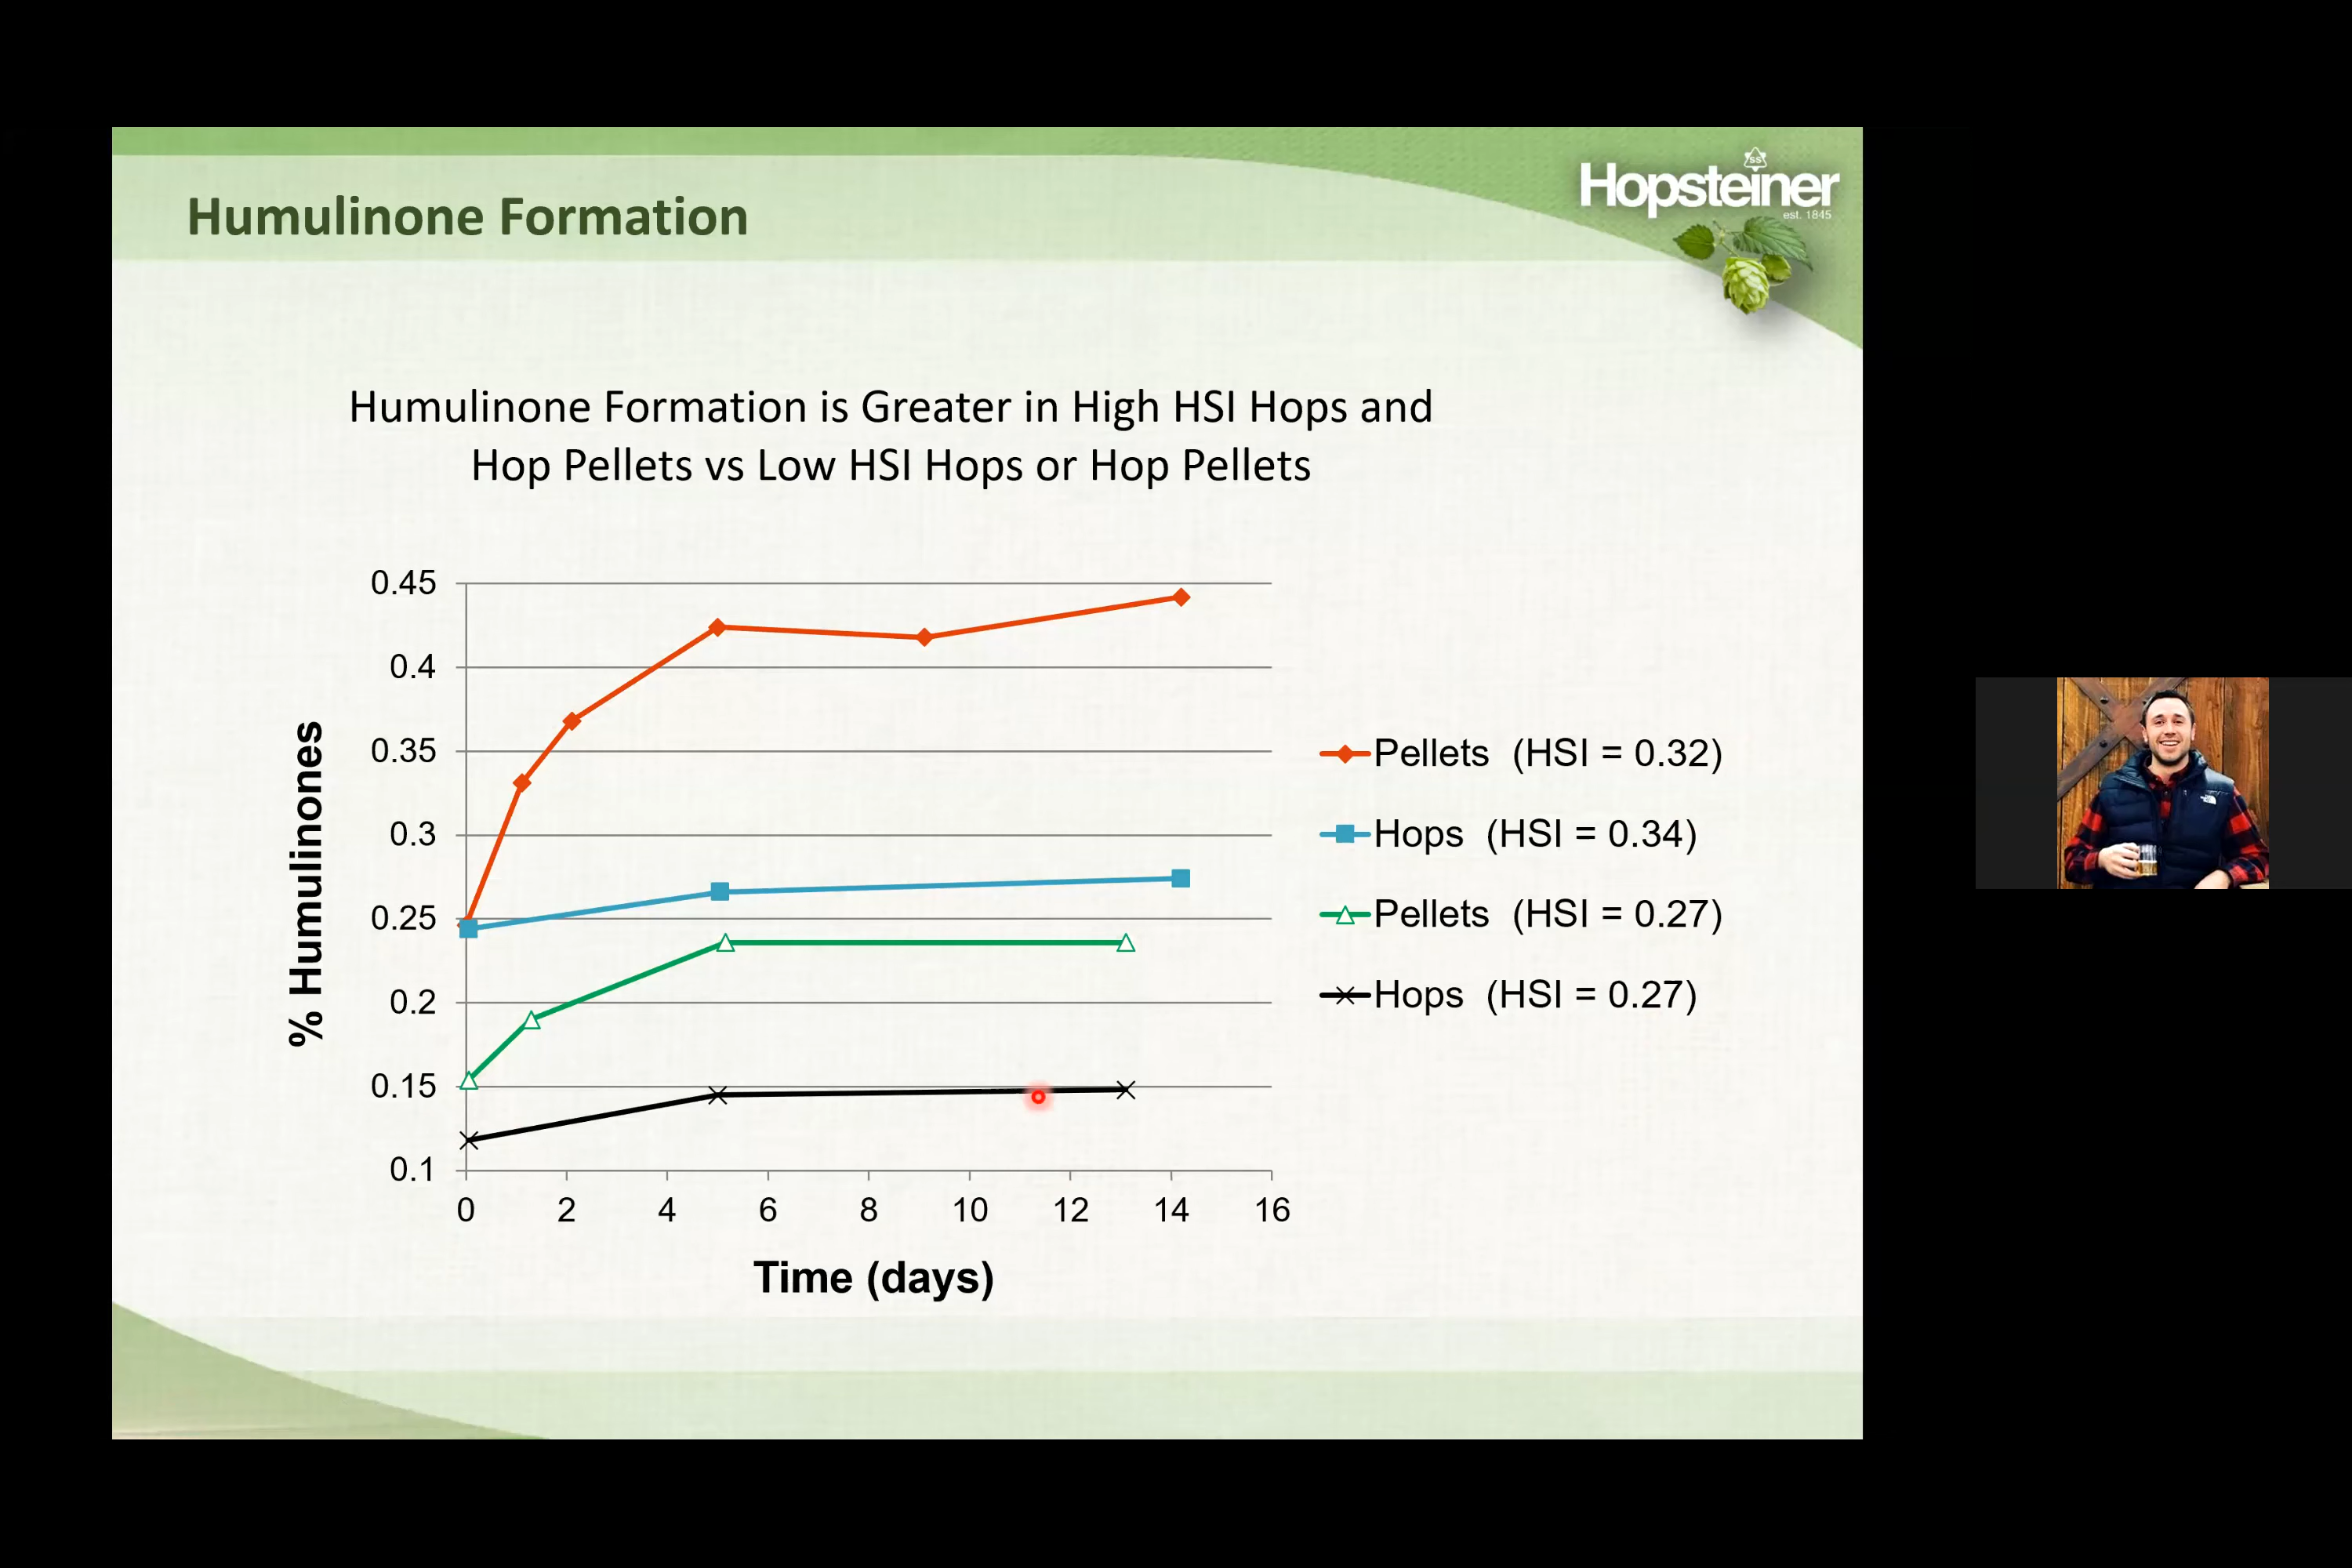 Humulinone Formation
SS
Hopsteiner
est. 1845
Humulinone Formation is Greater in High HSI Hops and
Hop Pellets vs Low HSI Hops or Hop Pellets
% Humulinones
0.45
0.4
0.35
0.3
0.25
0.2
0.15
0.1
0 2 4 6 8 10 12 14 16
Time (days)
Pellets (HSI = 0.32)
Hops (HSI = 0.34)
Pellets (HSI = 0.27)
Hops (HSI = 0.27)